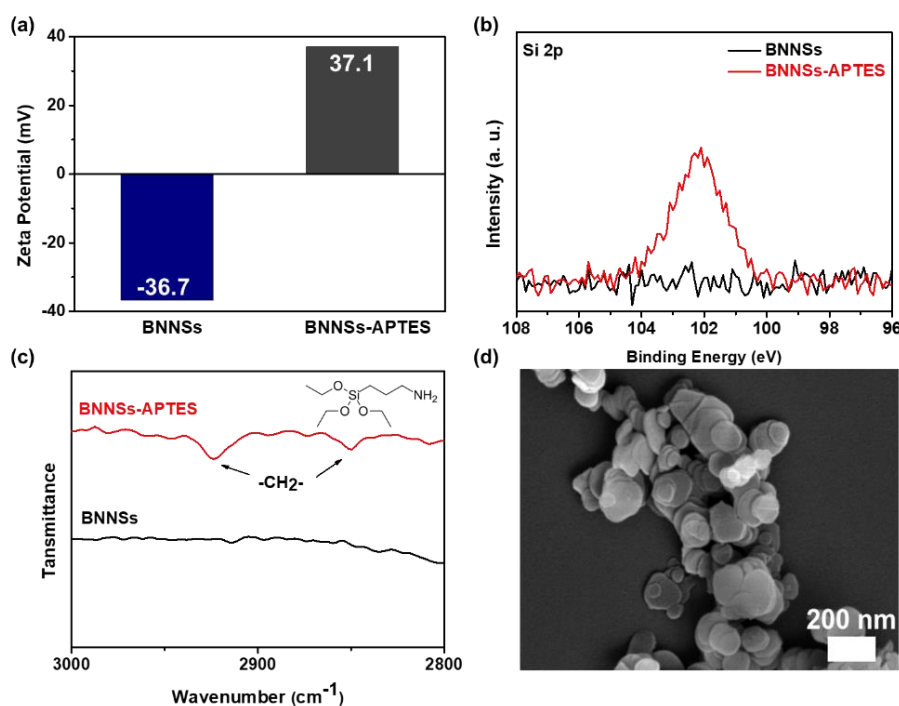 (a)
Zeta Potential (mV)
40
20
0
-20
-40
37.1
-36.7
BNNSs
BNNSs-APTES
(b)
Si 2p
BNNSs
BNNSs-APTES
Intensity (a. u.)
108 106 104 102 100 98 96
Binding Energy (eV)
(c)
Tansmittance
BNNSs-APTES
O
Si
NH2
O O
-CH2-
BNNSs
3000 2900 2800
Wavenumber (cm-1)
(d)
200 nm